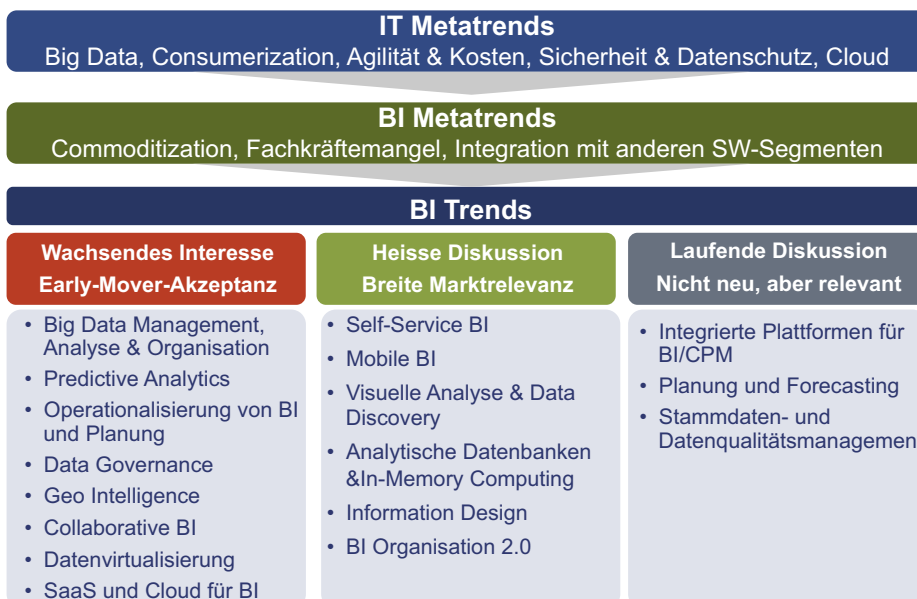 IT Metatrends
Big Data, Consumerization, Agilität & Kosten, Sicherheit & Datenschutz, Cloud
BI Metatrends
Commoditization, Fachkräftemangel, Integration mit anderen SW-Segmenten
BI Trends
Wachsendes Interesse
Early-Mover-Akzeptanz
• Big Data Management,
Analyse & Organisation
• Predictive Analytics
• Operationalisierung von BI
und Planung
• Data Governance
• Geo Intelligence
• Collaborative BI
• Datenvirtualisierung
• SaaS und Cloud für BI
Heisse Diskussion
Breite Marktrelevanz
• Self-Service BI
• Mobile BI
• Visuelle Analyse & Data
Discovery
• Analytische Datenbanken
&In-Memory Computing
• Information Design
• BI Organisation 2.0
Laufende Diskussion
Nicht neu, aber relevant
• Integrierte Plattformen für
BI/CPM
• Planung und Forecasting
• Stammdaten- und
Datenqualitätsmanagemen